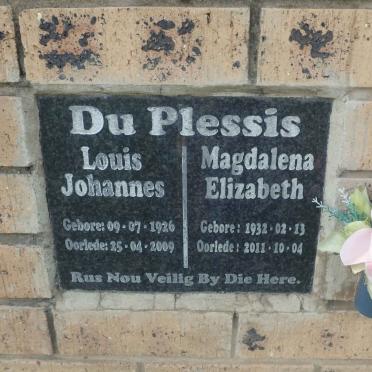 Du Plessis
Louis
Johannes
Gebore: 09-07-1926
Oorlede: 25-04-2009
Magdalena
Elizabeth
Gebore: 1932-02-13
Oorlede: 2011-10-04
Rus Nou Veilig By Die Here.